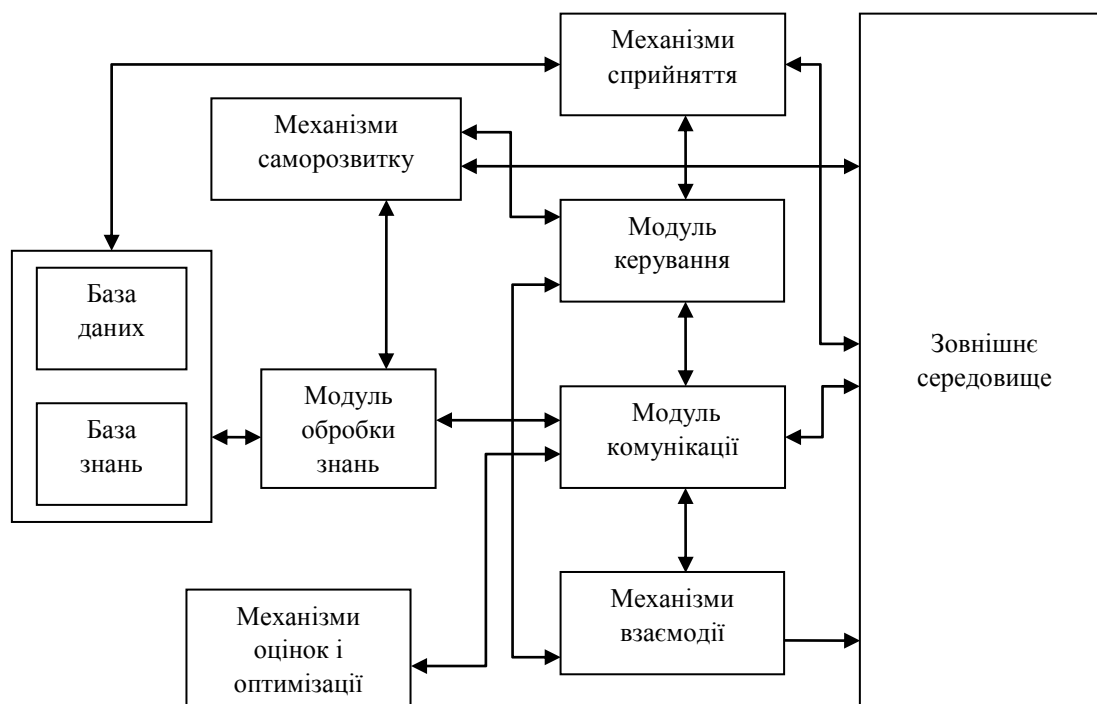 Механізми
сприйняття
Механізми
саморозвитку
Модуль
керування
База
даних
Зовнішнє
середовище
База
знань
Модуль
обробки
знань
Модуль
комунікації
Механізми
взаємодії
Механізми
оцінок і
оптимізації